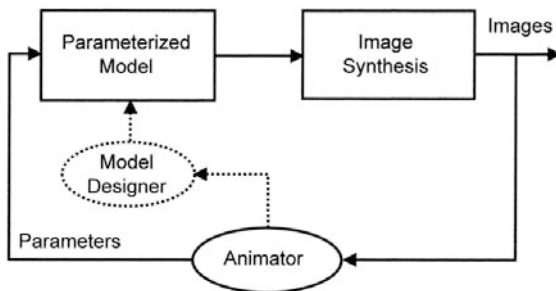 Images
Parameterized
Model
Image
Synthesis
Model
Designer
Parameters
Animator